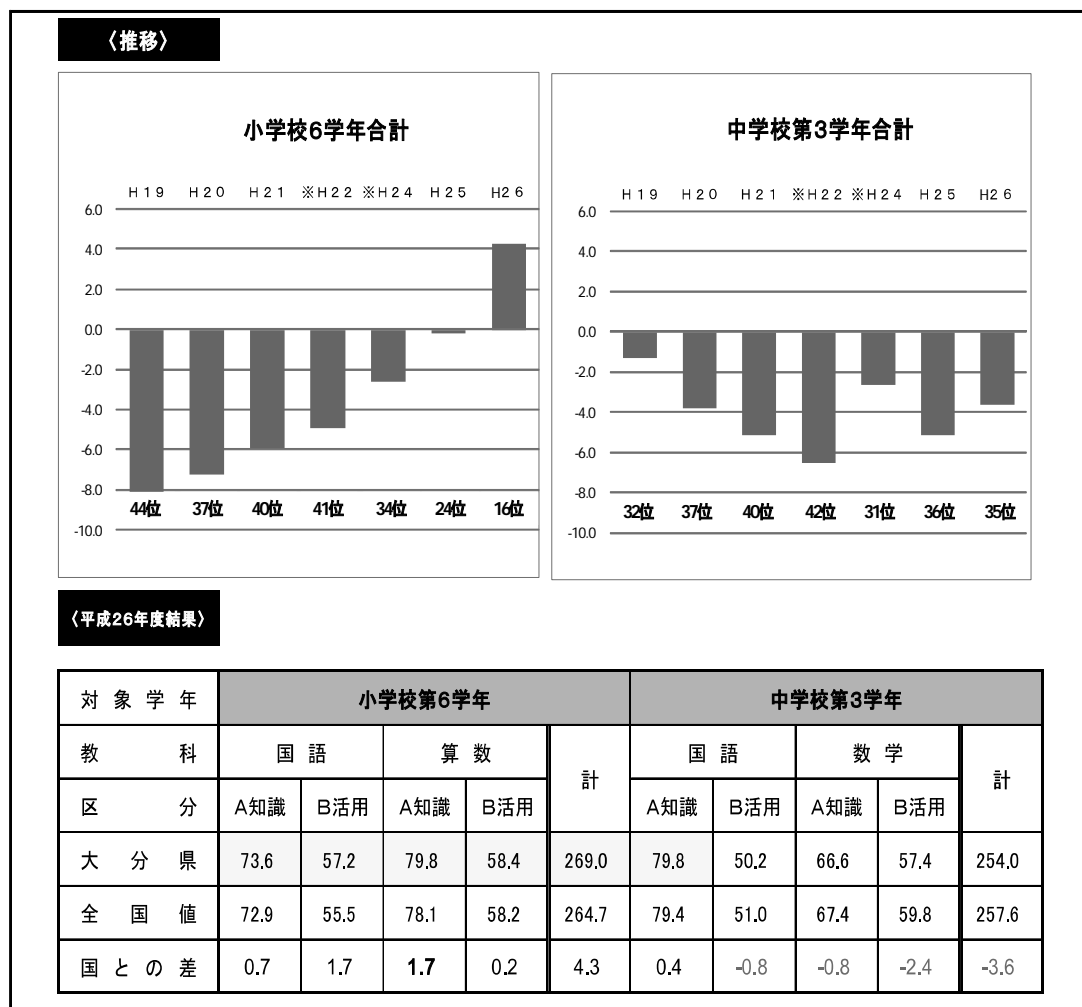 〈推移〉
小学校6学年合計
H19 H20 H21 ※H22 ※H24 H25 H26
6.0
4.0
2.0
0.0
-2.0
-4.0
-6.0
-8.0
44位 37位 40位 41位 34位 24位 16位
-10.0
中学校第3学年合計
H19 H20 H21 ※H22 ※H24 H25 H26
6.0
4.0
2.0
0.0
-2.0
-4.0
-6.0
-8.0
32位 37位 40位 42位 31位 36位 35位
-10.0
〈平成26年度結果〉
対象学年 小学校第6学年 中学校第3学年
教科 国語 算数 計 国語 数学 計
区分 A知識 B活用 A知識 B活用 A知識 B活用 A知識 B活用
大分県 73.6 57.2 79.8 58.4 269.0 79.8 50.2 66.6 57.4 254.0
全国値 72.9 55.5 78.1 58.2 264.7 79.4 51.0 67.4 59.8 257.6
国との差 0.7 1.7 1.7 0.2 4.3 0.4 -0.8 -0.8 -2.4 -3.6